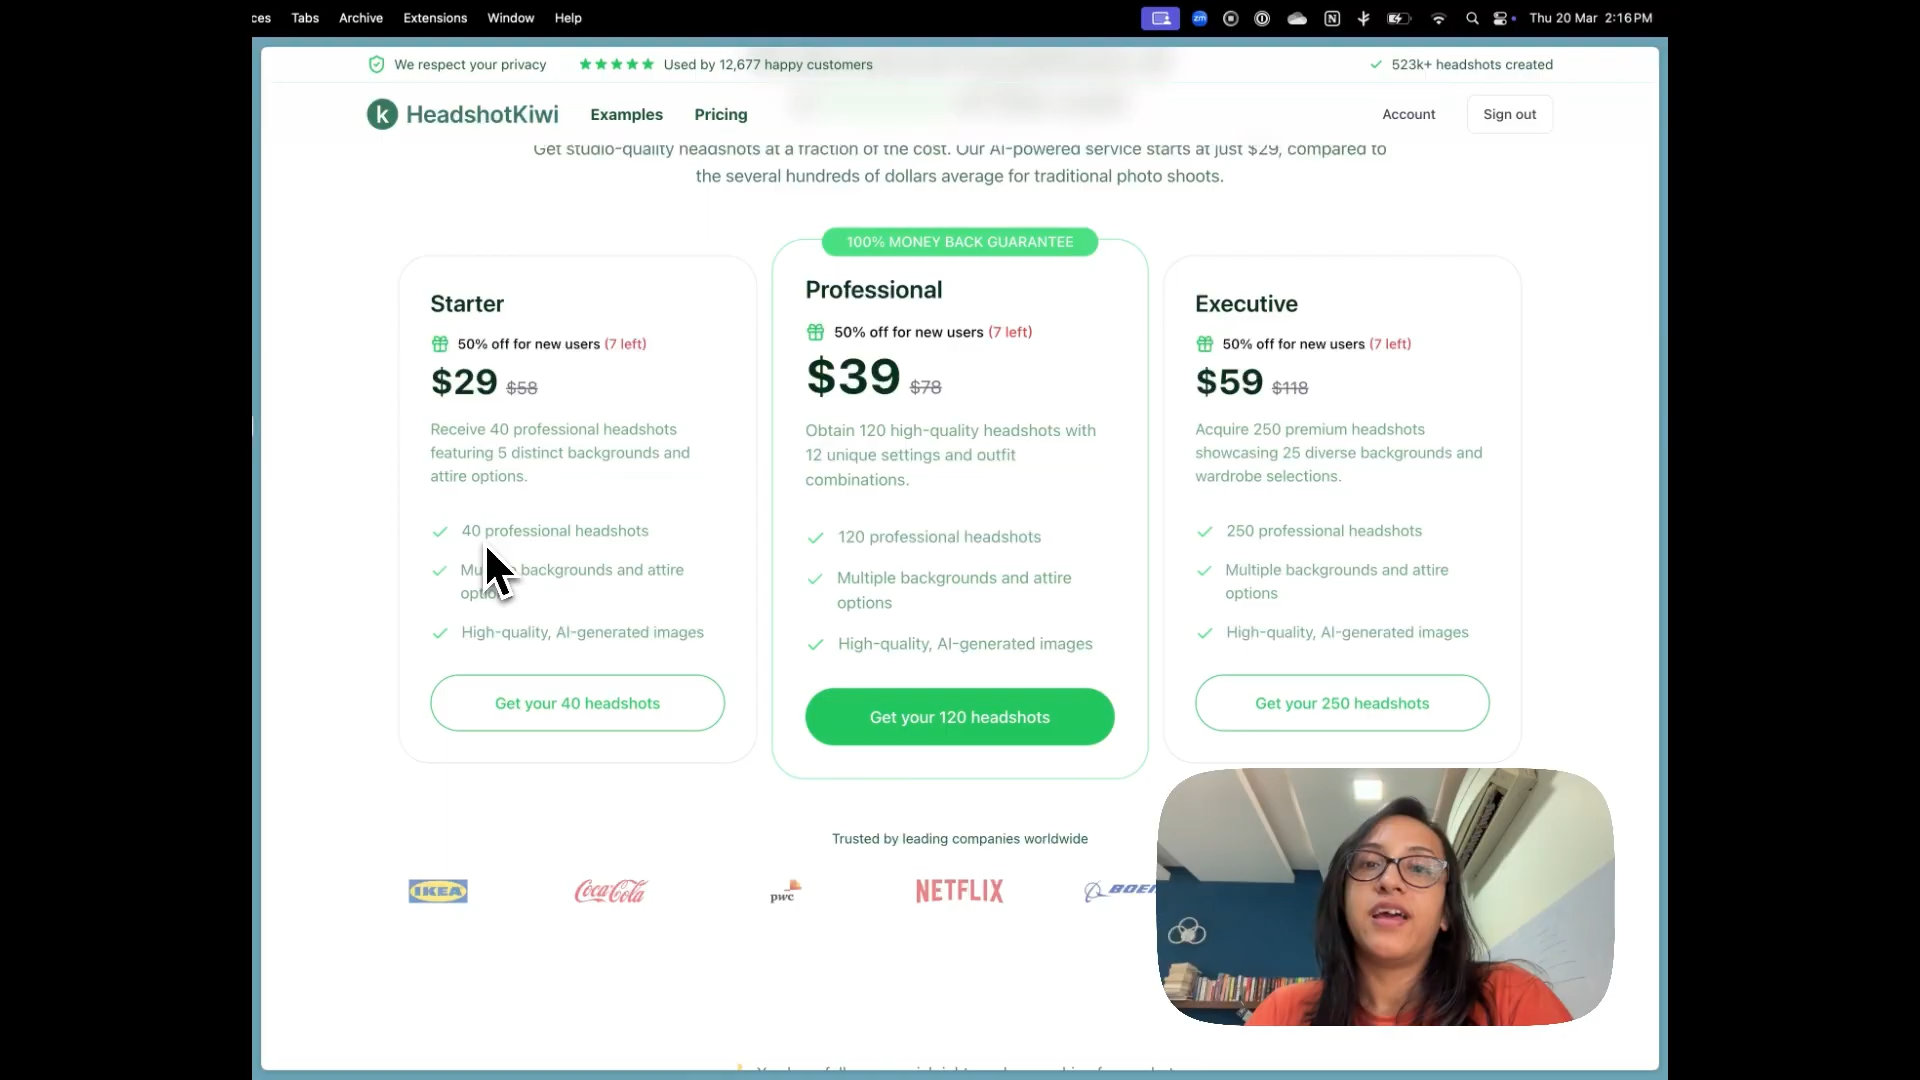 ces Tabs Archive Extensions Window Help
Thu 20 Mar 2:16 PM
We respect your privacy
Used by 12,677 happy customers
523k+ headshots created
k HeadshotKiwi
Examples
Pricing
Account
Sign out
Get studio-quality headshots at a fraction of the cost. Our AI-powered service starts at just $29, compared to
the several hundreds of dollars average for traditional photo shoots.
Starter
50% off for new users (7 left)
$29 $58
Receive 40 professional headshots
featuring 5 distinct backgrounds and
attire options.
40 professional headshots
backgrounds and attire
High-quality, AI-generated images
Get your 40 headshots
100% MONEY BACK GUARANTEE
Professional
50% off for new users (7 left)
$39 $78
Obtain 120 high-quality headshots with
12 unique settings and outfit
combinations.
120 professional headshots
Multiple backgrounds and attire
options
High-quality, AI-generated images
Get your 120 headshots
Executive
50% off for new users (7 left)
$59 $118
Acquire 250 premium headshots
showcasing 25 diverse backgrounds and
wardrobe selections.
250 professional headshots
Multiple backgrounds and attire
options
High-quality, AI-generated images
Get your 250 headshots
Trusted by leading companies worldwide
IKEA
Coca-Cola
pwc
NETFLIX
BOEI